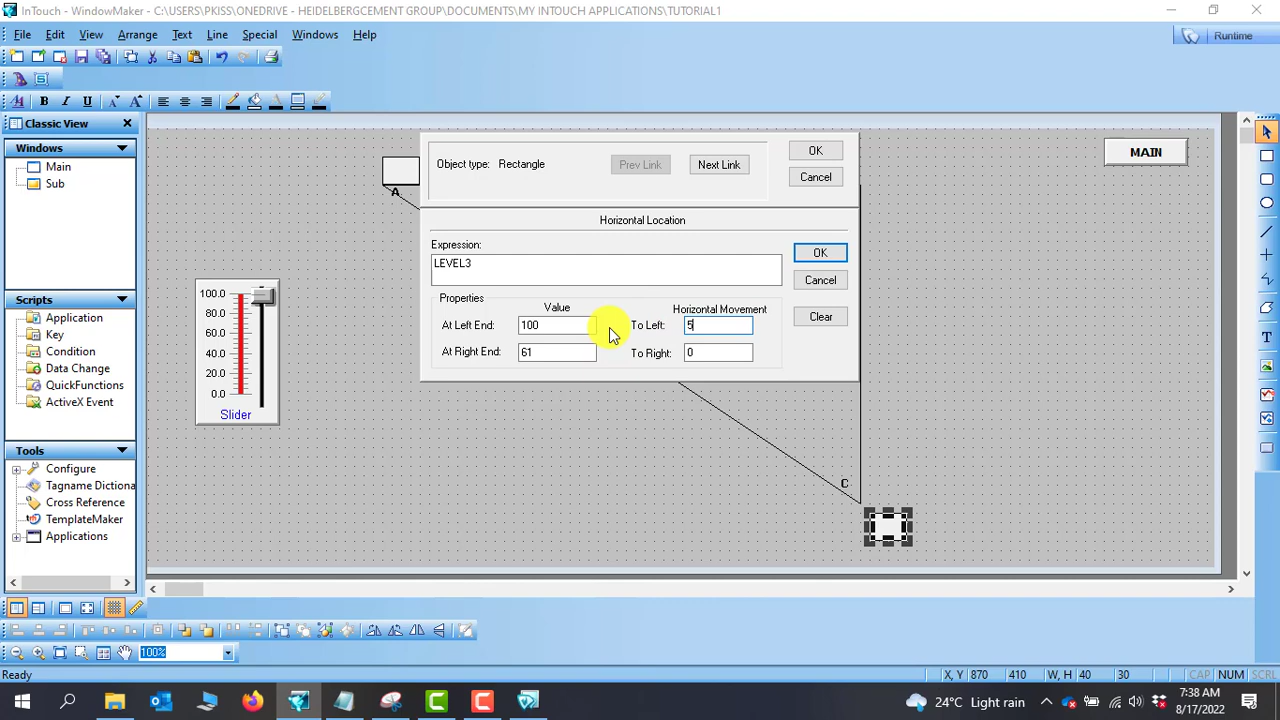 InTouch - WindowMaker - C:\USERS\PKISS\ONEDRIVE - HEIDELBERGCEMENT GROUP\DOCUMENTS\MY INTOUCH APPLICATIONS\TUTORIAL1
File Edit View Arrange Text Line Special Windows Help
Runtime
Classic View
Windows
Main
Sub
Scripts
Application
Key
Condition
Data Change
QuickFunctions
ActiveX Event
Tools
Configure
Tagname Dictiona
Cross Reference
TemplateMaker
Applications
100.0
80.0
60.0
40.0
20.0
0.0
Slider
A
C
MAIN
Object type: Rectangle
Prev Link
Next Link
OK
Cancel
Horizontal Location
Expression:
LEVEL3
OK
Cancel
Clear
Properties
Value
Horizontal Movement
At Left End: 100 To Left: 5
At Right End: 61 To Right: 0
100%
Ready
X, Y 870 410 W, H 40 30 CAP NUM SCRL
24°C Light rain
7:38 AM
8/17/2022